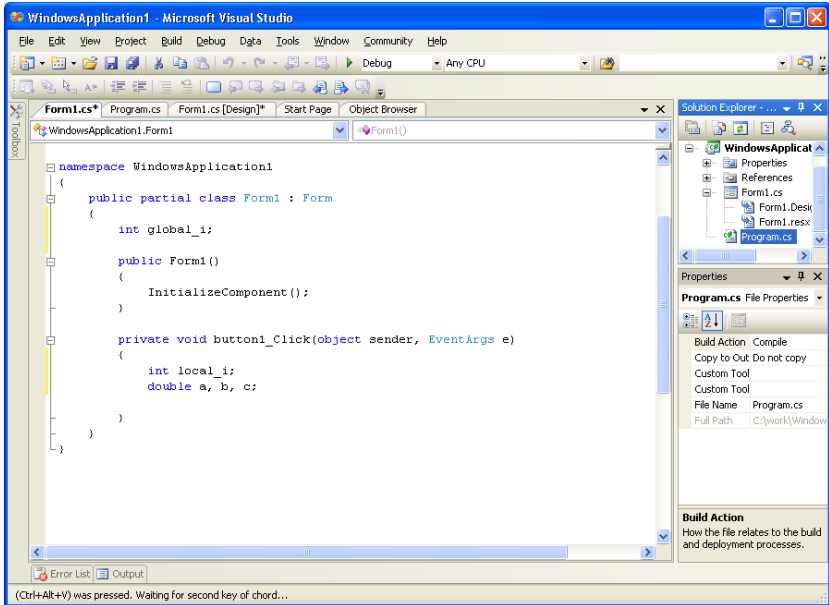 WindowsApplication1 - Microsoft Visual Studio
File Edit View Project Build Debug Data Tools Window Community Help
Debug Any CPU
Form1.cs* Program.cs Form1.cs [Design]* Start Page Object Browser
WindowsApplication1.Form1 Form1()
Toolbox
namespace WindowsApplication1
{
public partial class Form1 : Form
{
int global_i;
public Form1()
{
InitializeComponent();
}
private void button1_Click(object sender, EventArgs e)
{
int local_i;
double a, b, c;
}
}
}
Solution Explorer - ...
WindowsApplicat
Properties
References
Form1.cs
Form1.Desi
Form1.resx
Program.cs
Properties
Program.cs File Properties
Build Action Compile
Copy to Out Do not copy
Custom Tool
Custom Tool
File Name Program.cs
Full Path C:\work\Window
Build Action
How the file relates to the build
and deployment processes.
Error List Output
(Ctrl+Alt+V) was pressed. Waiting for second key of chord...